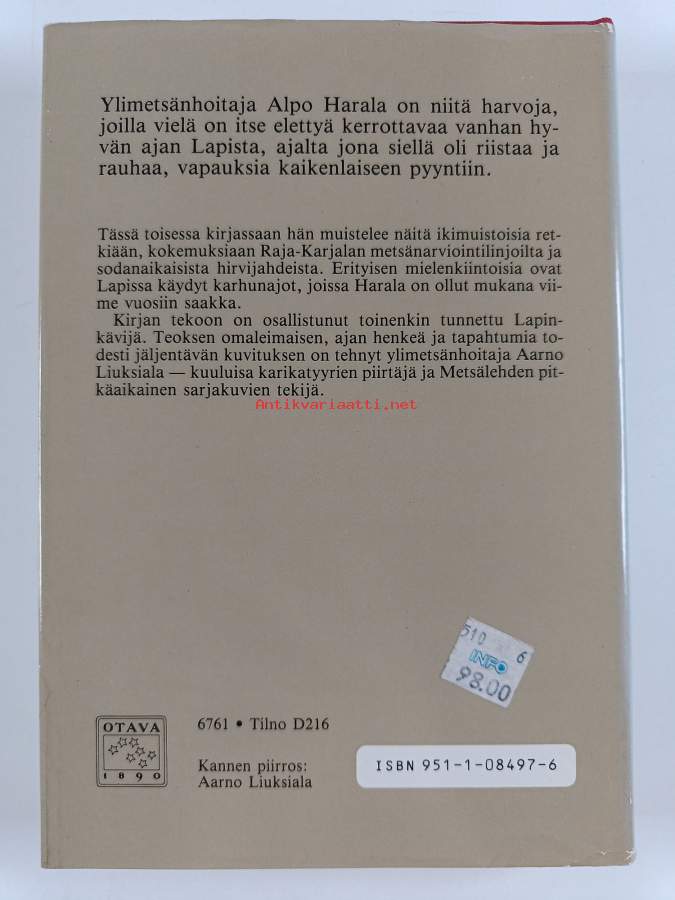 Ylimetsänhoitaja Alpo Harala on niitä harvoja,
joilla vielä on itse elettyä kerrottavaa vanhan hy-
vän ajan Lapista, ajalta jona siellä oli riistaa ja
rauhaa, vapauksia kaikenlaiseen pyyntiin.
Tässä toisessa kirjassaan hän muistelee näitä ikimuistoisia ret-
kiään, kokemuksiaan Raja-Karjalan metsänarviointilinjoilta ja
sodanaikaisista hirvijahdeista. Erityisen mielenkiintoisia ovat
Lapissa käydyt karhunajot, joissa Harala on ollut mukana vii-
me vuosiin saakka.
Kirjan tekoon on osallistunut toinenkin tunnettu Lapin-
kävijä. Teoksen omaleimaisen, ajan henkeä ja tapahtumia to-
desti jäljentävän kuvituksen on tehnyt ylimetsänhoitaja Aarno
Liuksiala — kuuluisa karikatyyrien piirtäjä ja Metsälehden pit-
käaikainen sarjakuvien tekijä.
Antikvariaatti.net
510 6
INFO
98.00
OTAVA
1890
6761 • Tilno D216
Kannen piirros:
Aarno Liuksiala
ISBN 951-1-08497-6